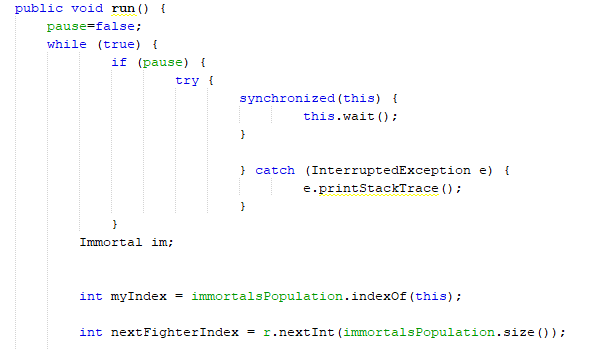 public void run() {
pause=false;
while (true) {
if (pause) {
try {
synchronized(this) {
this.wait();
}
} catch (InterruptedException e) {
e.printStackTrace();
}
}
Immortal im;
int myIndex = immortalsPopulation.indexOf(this);
int nextFighterIndex = r.nextInt(immortalsPopulation.size());